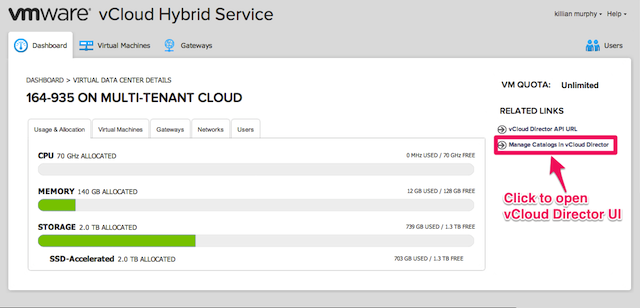 vmware® vCloud Hybrid Service
killian murphy Help
Dashboard Virtual Machines Gateways Users
DASHBOARD > VIRTUAL DATA CENTER DETAILS
164-935 ON MULTI-TENANT CLOUD
VM QUOTA: Unlimited
RELATED LINKS
vCloud Director API URL
Manage Catalogs in vCloud Director
Usage & Allocation Virtual Machines Gateways Networks Users
CPU 70 GHz ALLOCATED 0 MHz USED / 70 GHz FREE
MEMORY 140 GB ALLOCATED 12 GB USED / 128 GB FREE
STORAGE 2.0 TB ALLOCATED 739 GB USED / 1.3 TB FREE
SSD-Accelerated 2.0 TB ALLOCATED 703 GB USED / 1.3 TB FREE
Click to open
vCloud Director UI